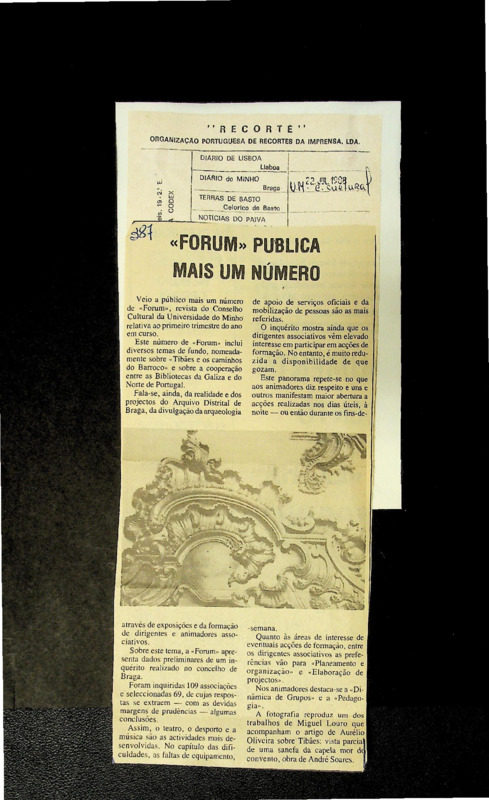 "RECORTE"
ORGANIZAÇÃO PORTUGUESA DE RECORTES DA IMPRENSA, LDA.
DIÁRIO DE LISBOA
Lisboa
DIÁRIO do MINHO
Braga
TERRAS DE BASTO
Celorico de Basto
NOTICIAS DO PAIVA
eis, 19-2.º E.
A CODEX
22 JUL 1988
U.M. C. Cultural
287
«FORUM» PUBLICA
MAIS UM NÚMERO
Veio a público mais um número
de «Forum», revista do Conselho
Cultural da Universidade do Minho
relativa ao primeiro trimestre do ano
em curso.
Este número de «Forum» inclui
diversos temas de fundo, nomeada-
mente sobre «Tibães e os caminhos
do Barroco» e sobre a cooperação
entre as Bibliotecas da Galiza e do
Norte de Portugal.
Fala-se, ainda, da realidade e dos
projectos do Arquivo Distrital de
Braga, da divulgação da arqueologia
através de exposições e da formação
de dirigentes e animadores asso-
ciativos.
Sobre este tema, a «Forum» apre-
senta dados preliminares de um in-
quérito realizado no concelho de
Braga.
Foram inquiridas 109 associações
e seleccionadas 69, de cujas respos-
tas se extraem — com as devidas
margens de prudências — algumas
conclusões.
Assim, o teatro, o desporto e a
música são as actividades mais de-
senvolvidas. No capítulo das difi-
culdades, as faltas de equipamento,
de apoio de serviços oficiais e da
mobilização de pessoas são as mais
referidas.
O inquérito mostra ainda que os
dirigentes associativos vêm elevado
interesse em participar em acções de
formação. No entanto, é muito redu-
zida a disponibilidade de que
gozam.
Este panorama repete-se no que
aos animadores diz respeito e uns e
outros manifestam maior abertura a
acções realizadas nos dias úteis, à
noite — ou então durante os fins-de-
-semana.
Quanto às áreas de interesse de
eventuais acções de formação, entre
os dirigentes associativos as prefe-
rências vão para «Planeamento e
organização» e «Elaboração de
projectos».
Nos animadores destaca-se a «Di-
nâmica de Grupos» e a «Pedago-
gia».
A fotografia reproduz um dos
trabalhos de Miguel Louro que
acompanham o artigo de Aurélio
Oliveira sobre Tibães: vista parcial
de uma sanefa da capela mor do
convento, obra de André Soares.